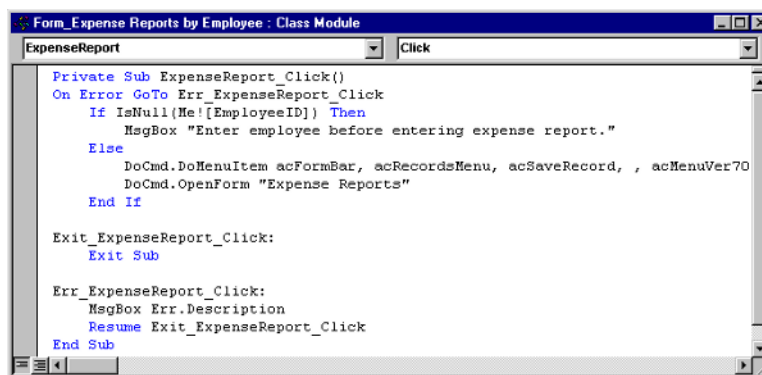 Form_Expense Reports by Employee : Class Module
ExpenseReport Click
Private Sub ExpenseReport_Click()
On Error GoTo Err_ExpenseReport_Click
If IsNull(Me![EmployeeID]) Then
MsgBox "Enter employee before entering expense report."
Else
DoCmd.DoMenuItem acFormBar, acRecordsMenu, acSaveRecord, , acMenuVer70
DoCmd.OpenForm "Expense Reports"
End If
Exit_ExpenseReport_Click:
Exit Sub
Err_ExpenseReport_Click:
MsgBox Err.Description
Resume Exit_ExpenseReport_Click
End Sub